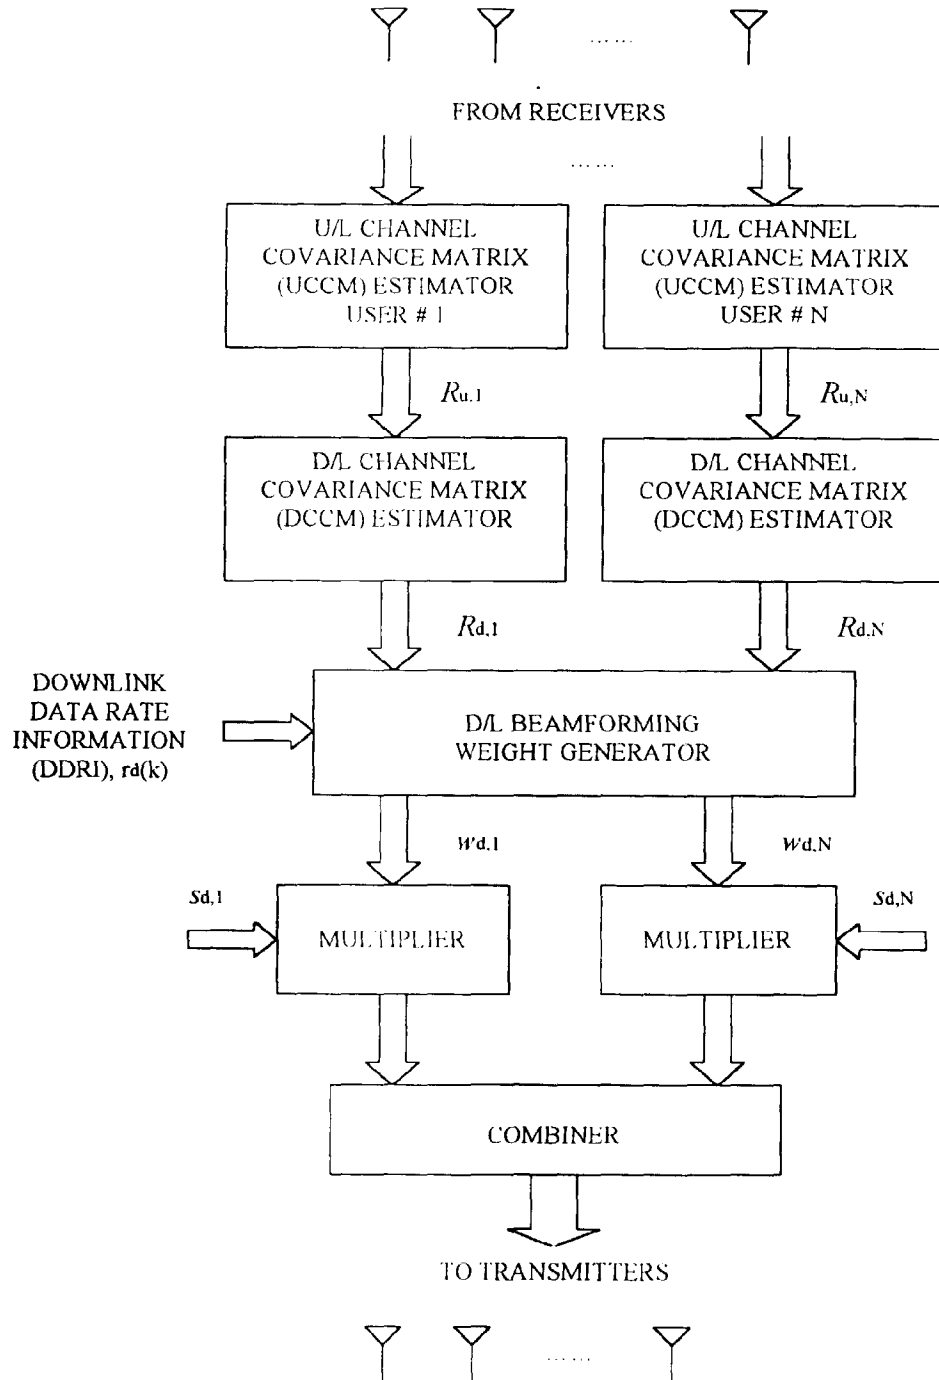 ......
FROM RECEIVERS
......
U/L CHANNEL
COVARIANCE MATRIX
(UCCM) ESTIMATOR
USER # 1
U/L CHANNEL
COVARIANCE MATRIX
(UCCM) ESTIMATOR
USER # N
Ru,1
Ru,N
D/L CHANNEL
COVARIANCE MATRIX
(DCCM) ESTIMATOR
D/L CHANNEL
COVARIANCE MATRIX
(DCCM) ESTIMATOR
Rd,1
Rd,N
DOWNLINK
DATA RATE
INFORMATION
(DDRI), rd(k)
D/L BEAMFORMING
WEIGHT GENERATOR
Wd,1
Wd,N
Sd,1
Sd,N
MULTIPLIER
MULTIPLIER
COMBINER
TO TRANSMITTERS
......